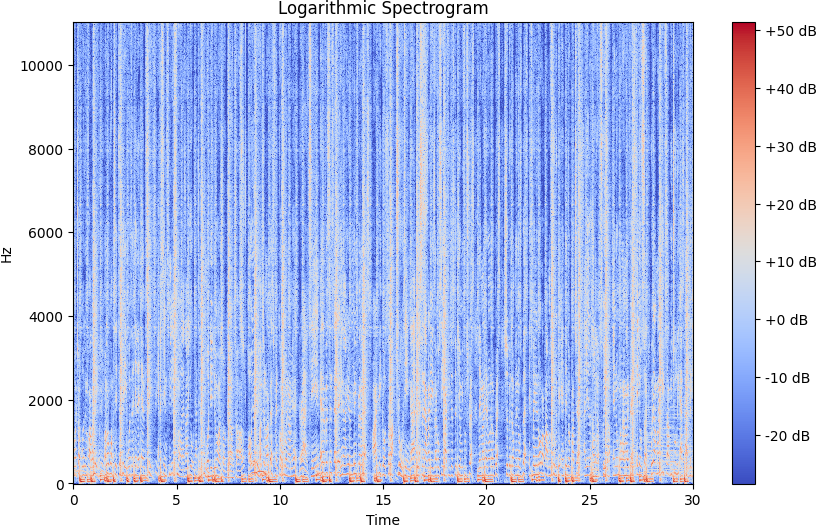 Logarithmic Spectrogram
Hz
10000
8000
6000
4000
2000
0
0 5 10 15 20 25 30
Time
+50 dB
+40 dB
+30 dB
+20 dB
+10 dB
+0 dB
-10 dB
-20 dB